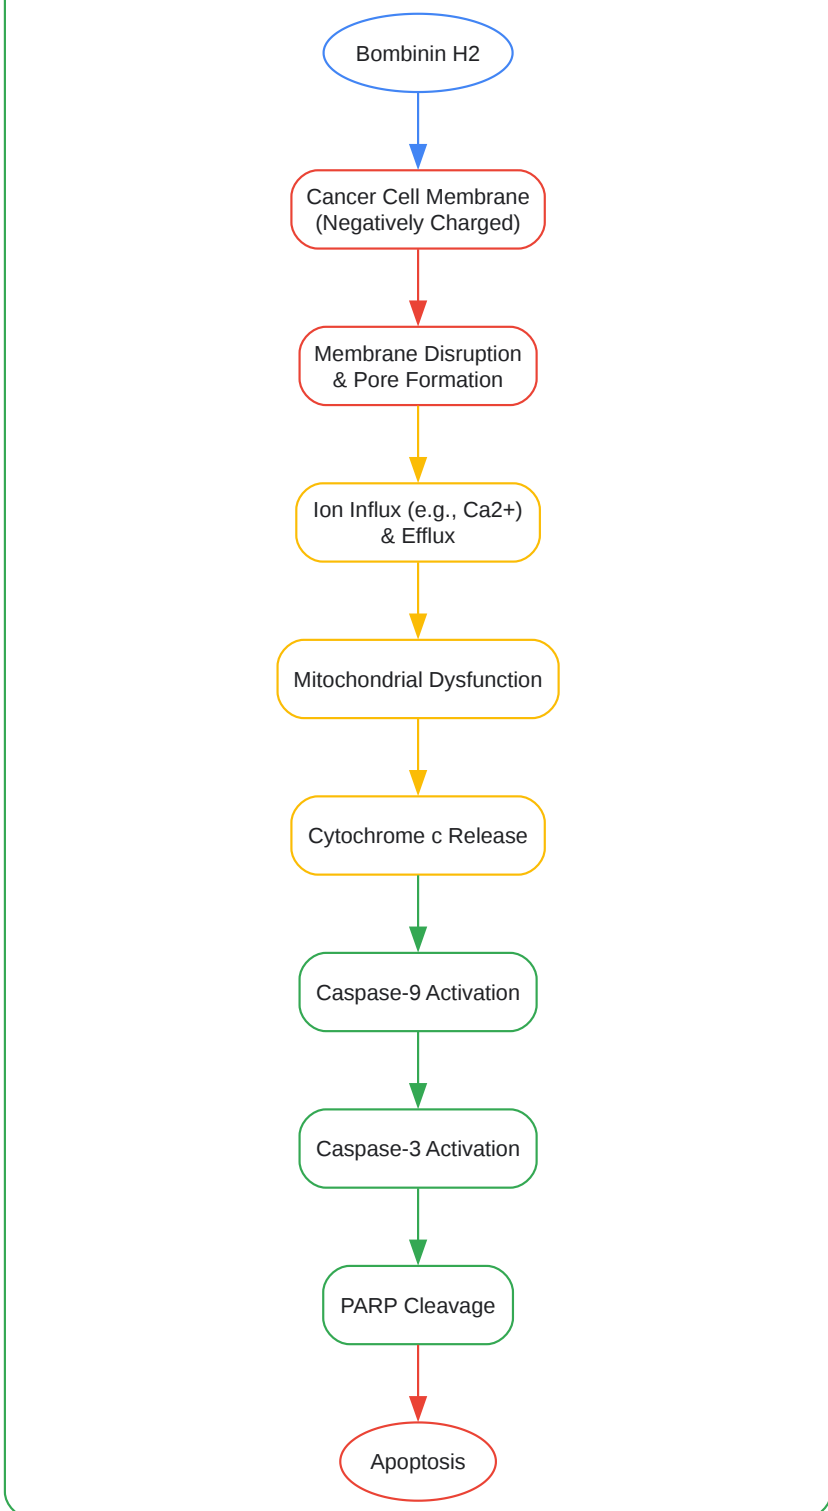 Bombinin H2
Cancer Cell Membrane
(Negatively Charged)
Membrane Disruption
& Pore Formation
Ion Influx (e.g., Ca2+)
& Efflux
Mitochondrial Dysfunction
Cytochrome c Release
Caspase-9 Activation
Caspase-3 Activation
PARP Cleavage
Apoptosis